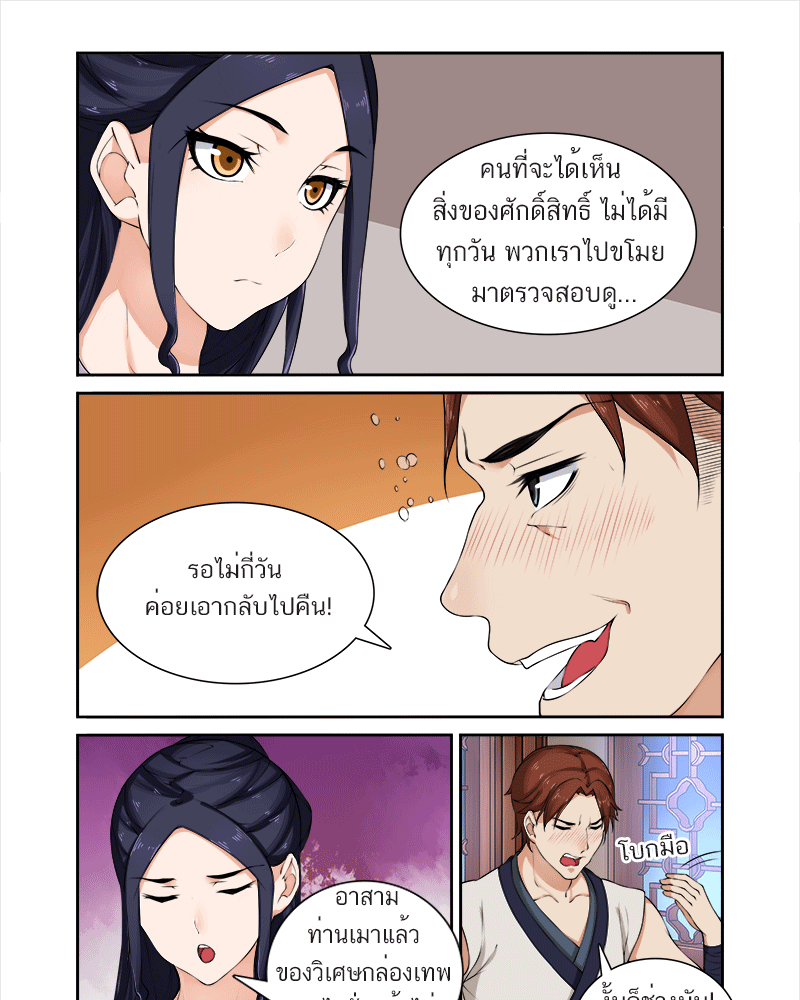 คนที่จะได้เห็น
สิ่งของศักดิ์สิทธิ์ ไม่ได้มี
ทุกวัน พวกเราไปขโมย
มาตรวจสอบดู...
รอไม่กี่วัน
ค่อยเอากลับไปคืน!
อาสาม
ท่านเมาแล้ว
ของวิเศษกล่องเทพ
โบกมือ